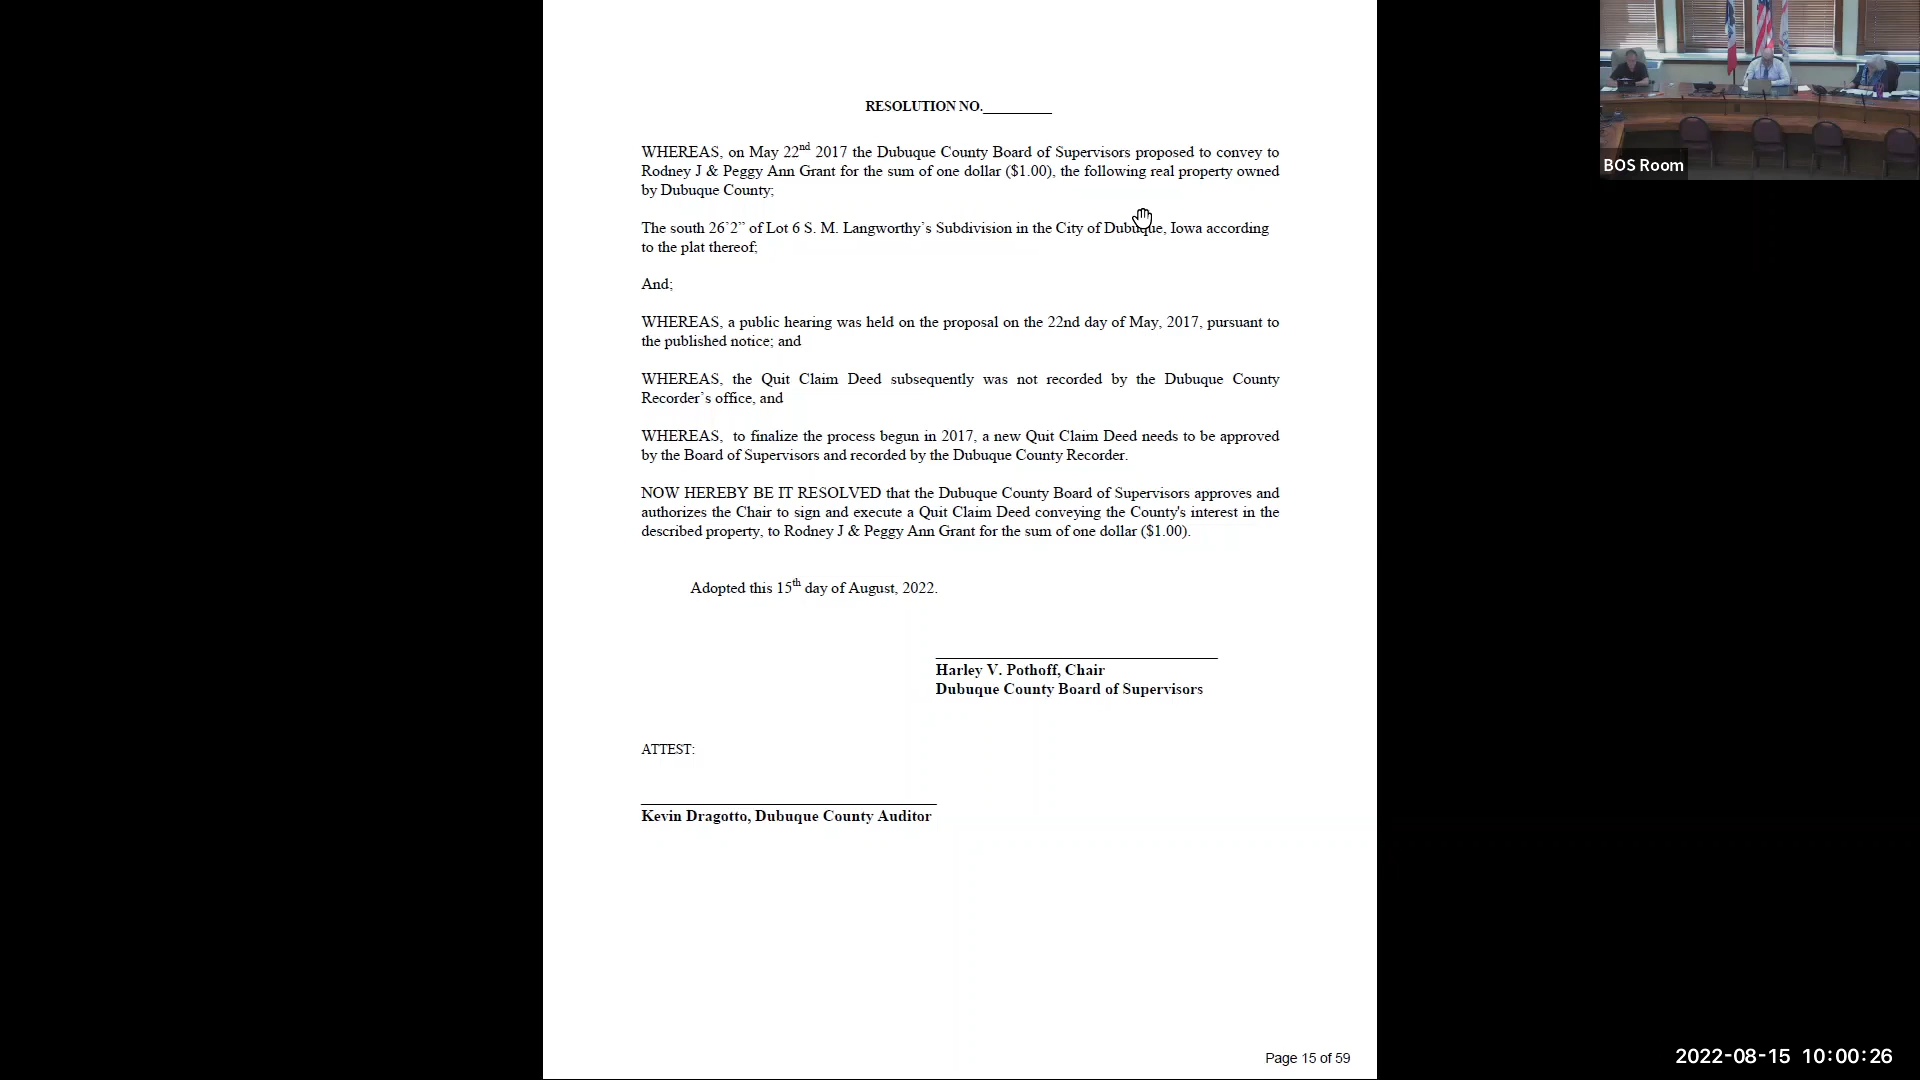 RESOLUTION NO.__________
WHEREAS, on May 22nd 2017 the Dubuque County Board of Supervisors proposed to convey to
Rodney J & Peggy Ann Grant for the sum of one dollar ($1.00), the following real property owned
by Dubuque County;
The south 26’2” of Lot 6 S. M. Langworthy’s Subdivision in the City of Dubuque, Iowa according
to the plat thereof;
And;
WHEREAS, a public hearing was held on the proposal on the 22nd day of May, 2017, pursuant to
the published notice; and
WHEREAS, the Quit Claim Deed subsequently was not recorded by the Dubuque County
Recorder’s office, and
WHEREAS,  to finalize the process begun in 2017, a new Quit Claim Deed needs to be approved
by the Board of Supervisors and recorded by the Dubuque County Recorder.
NOW HEREBY BE IT RESOLVED that the Dubuque County Board of Supervisors approves and
authorizes the Chair to sign and execute a Quit Claim Deed conveying the County's interest in the
described property, to Rodney J & Peggy Ann Grant for the sum of one dollar ($1.00).
Adopted this 15th day of August, 2022.
Harley V. Pothoff, Chair
Dubuque County Board of Supervisors
ATTEST:
Kevin Dragotto, Dubuque County Auditor
Page 15 of 59
BOS Room
2022-08-15 10:00:26